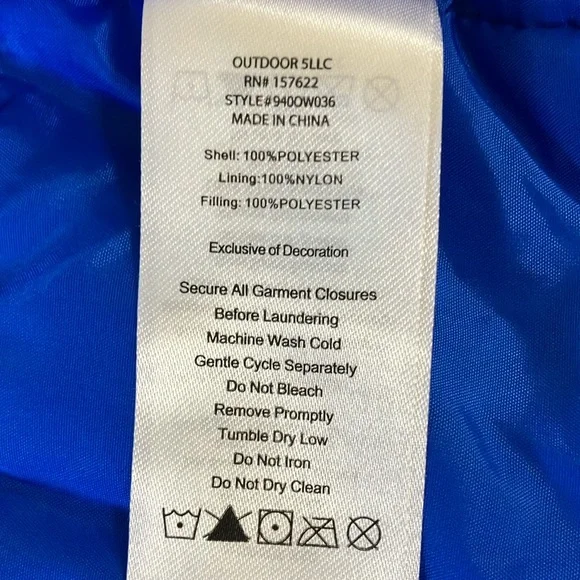 OUTDOOR 5LLC
RN# 157622
STYLE#940OW036
MADE IN CHINA
Shell: 100%POLYESTER
Lining:100%NYLON
Filling: 100%POLYESTER
Exclusive of Decoration
Secure All Garment Closures
Before Laundering
Machine Wash Cold
Gentle Cycle Separately
Do Not Bleach
Remove Promptly
Tumble Dry Low
Do Not Iron
Do Not Dry Clean